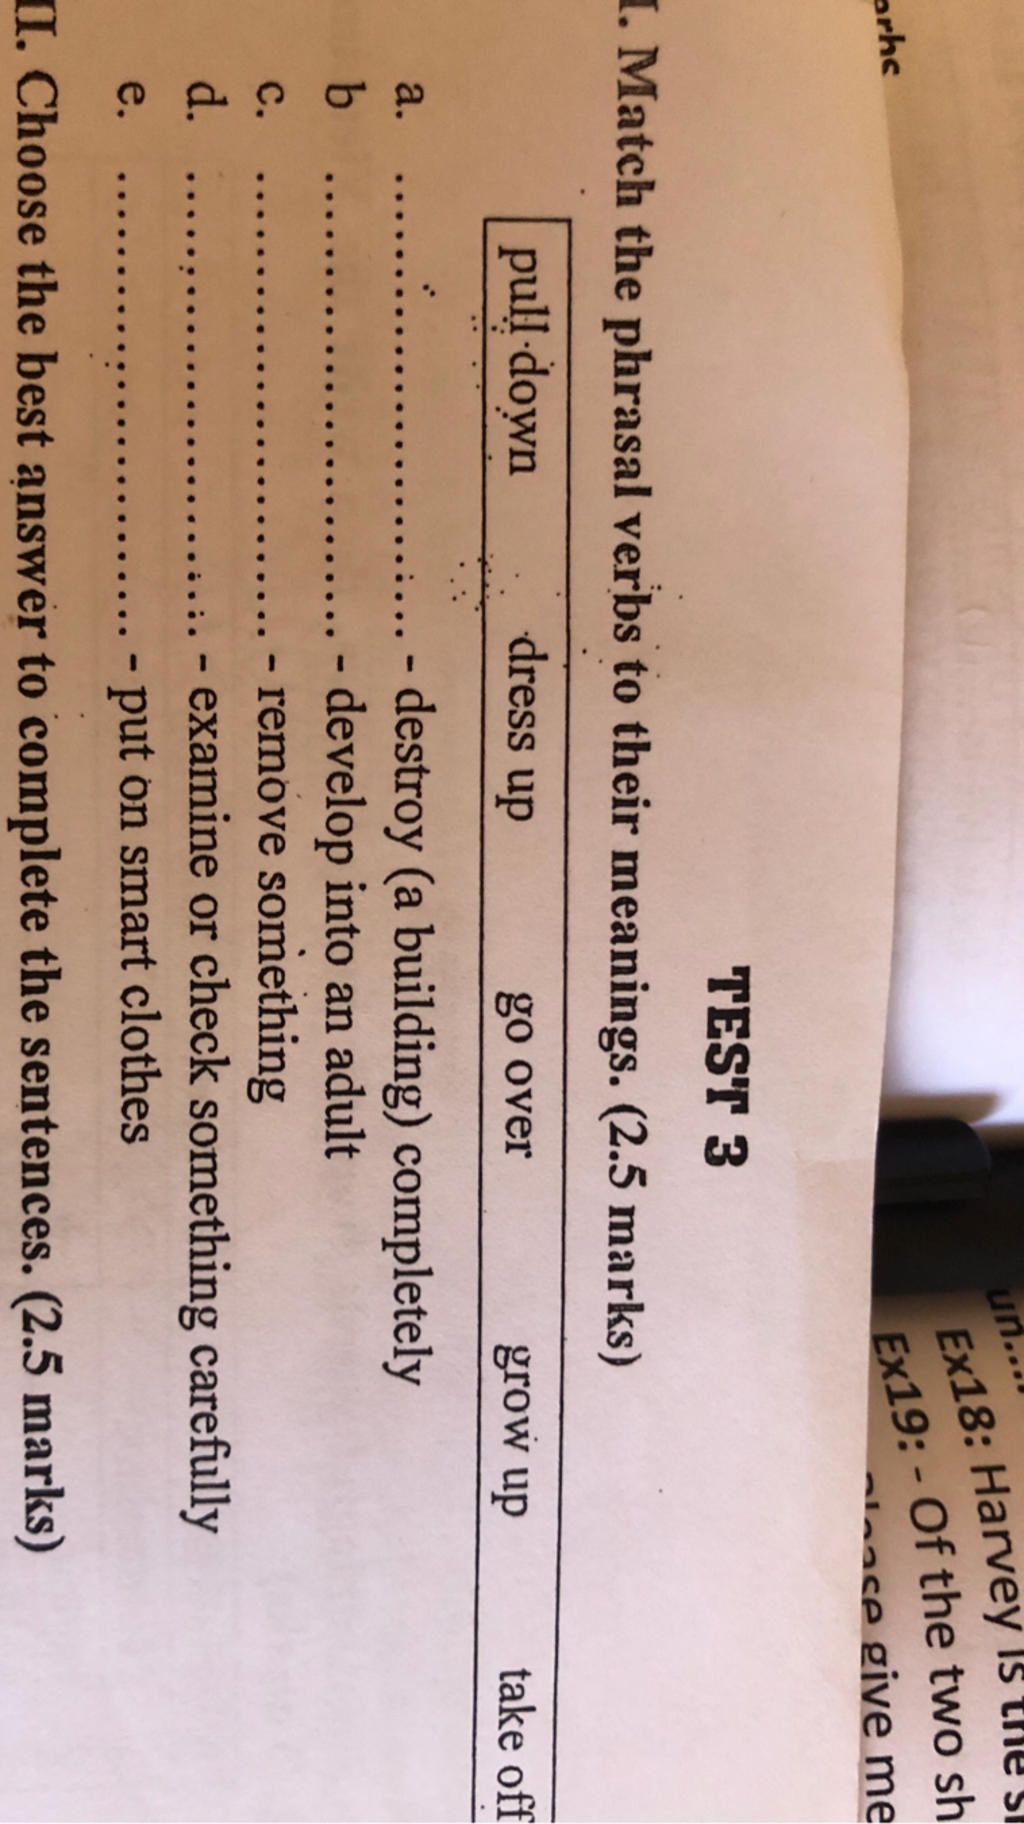 arhc
un....
Ex18: Harvey is the
Ex19: - Of the two sh
please give me
TEST 3
I. Match the phrasal verbs to their meanings. (2.5 marks)
pull down dress up go over grow up take off
a. .................................. - destroy (a building) completely
b .................................. - develop into an adult
c. .................................. - remove something
d. .................................. - examine or check something carefully
e. .................................. - put on smart clothes
II. Choose the best answer to complete the sentences. (2.5 marks)